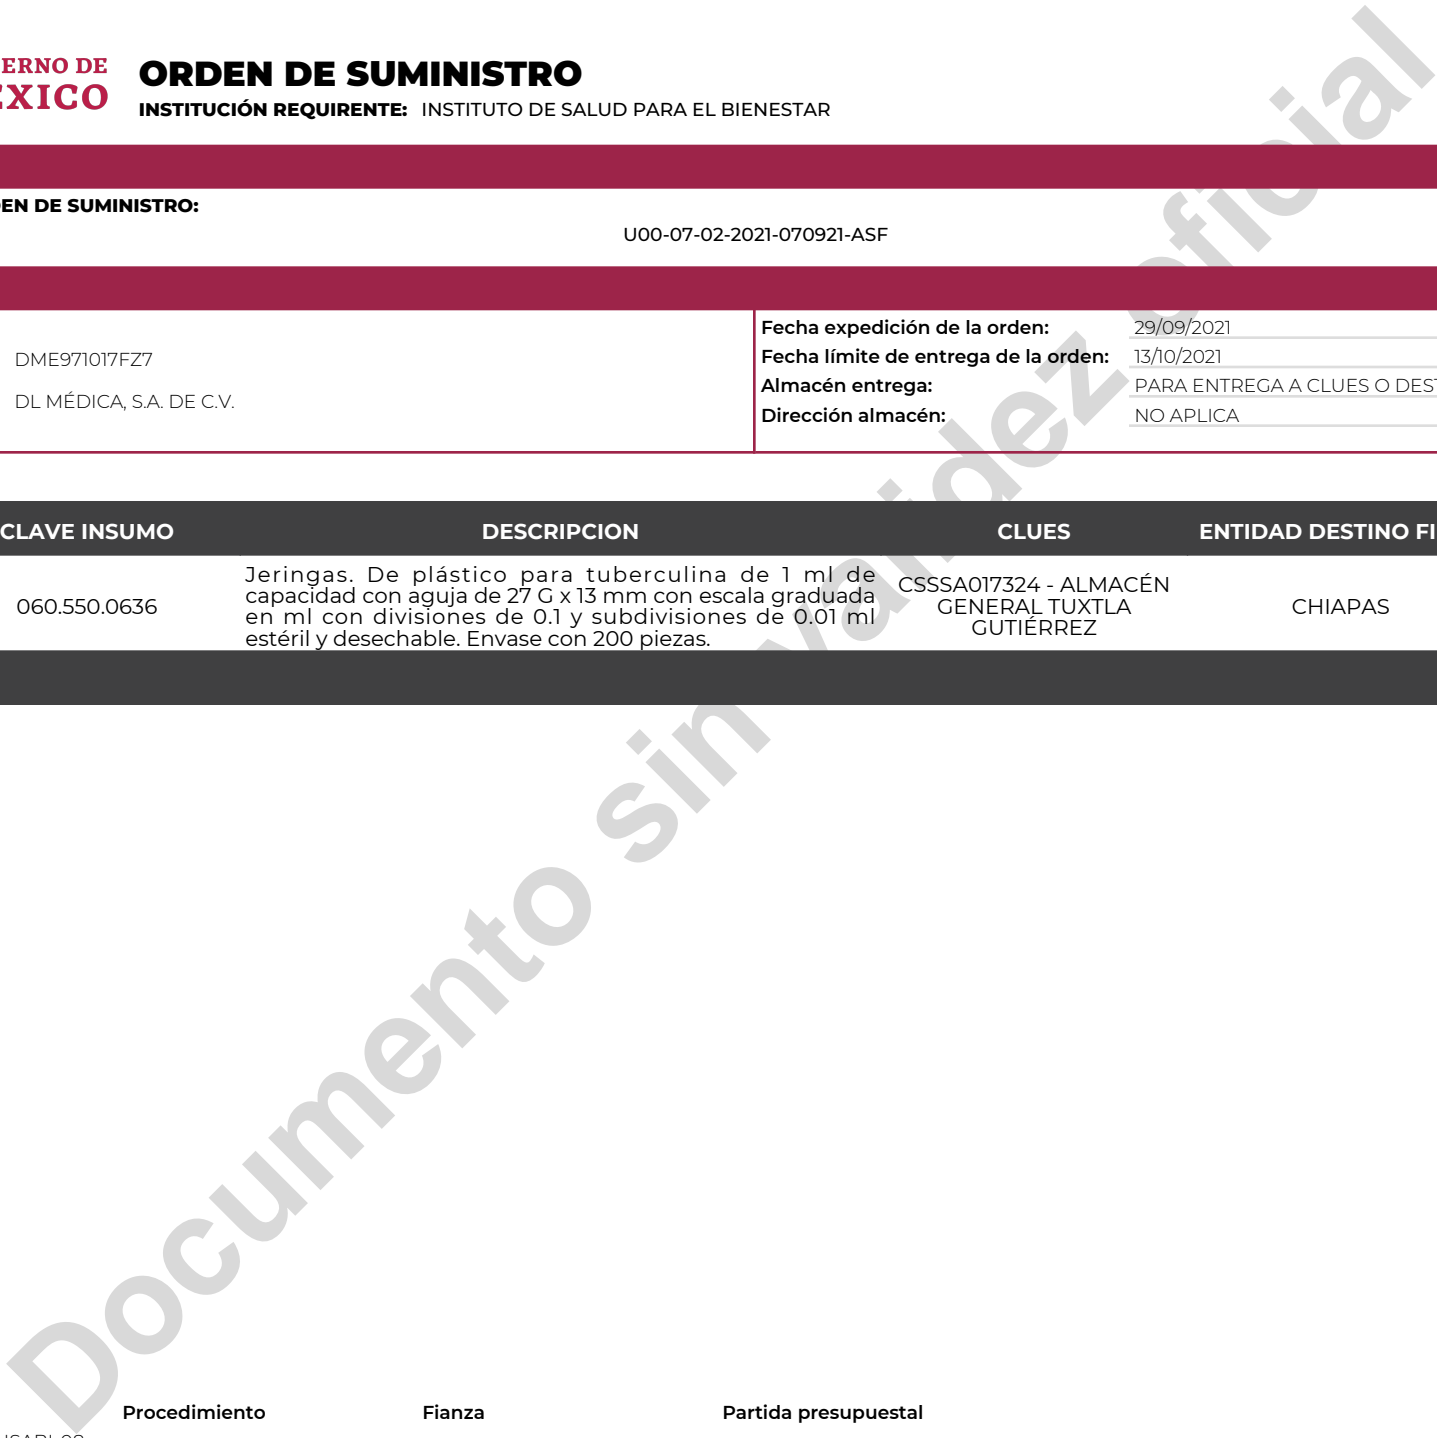 ERNO DE
EXICO
ORDEN DE SUMINISTRO
INSTITUCIÓN REQUIRENTE: INSTITUTO DE SALUD PARA EL BIENESTAR
EN DE SUMINISTRO:
U00-07-02-2021-070921-ASF
DME971017FZ7
DL MÉDICA, S.A. DE C.V.
Fecha expedición de la orden: 29/09/2021
Fecha límite de entrega de la orden: 13/10/2021
Almacén entrega: PARA ENTREGA A CLUES O DEST
Dirección almacén: NO APLICA
CLAVE INSUMO DESCRIPCION CLUES ENTIDAD DESTINO FI
060.550.0636
Jeringas. De plástico para tuberculina de 1 ml de
capacidad con aguja de 27 G x 13 mm con escala graduada
en ml con divisiones de 0.1 y subdivisiones de 0.01 ml
estéril y desechable. Envase con 200 piezas.
CSSSA017324 - ALMACÉN
GENERAL TUXTLA
GUTIÉRREZ
CHIAPAS
Documento sin validez oficial
Procedimiento Fianza Partida presupuestal